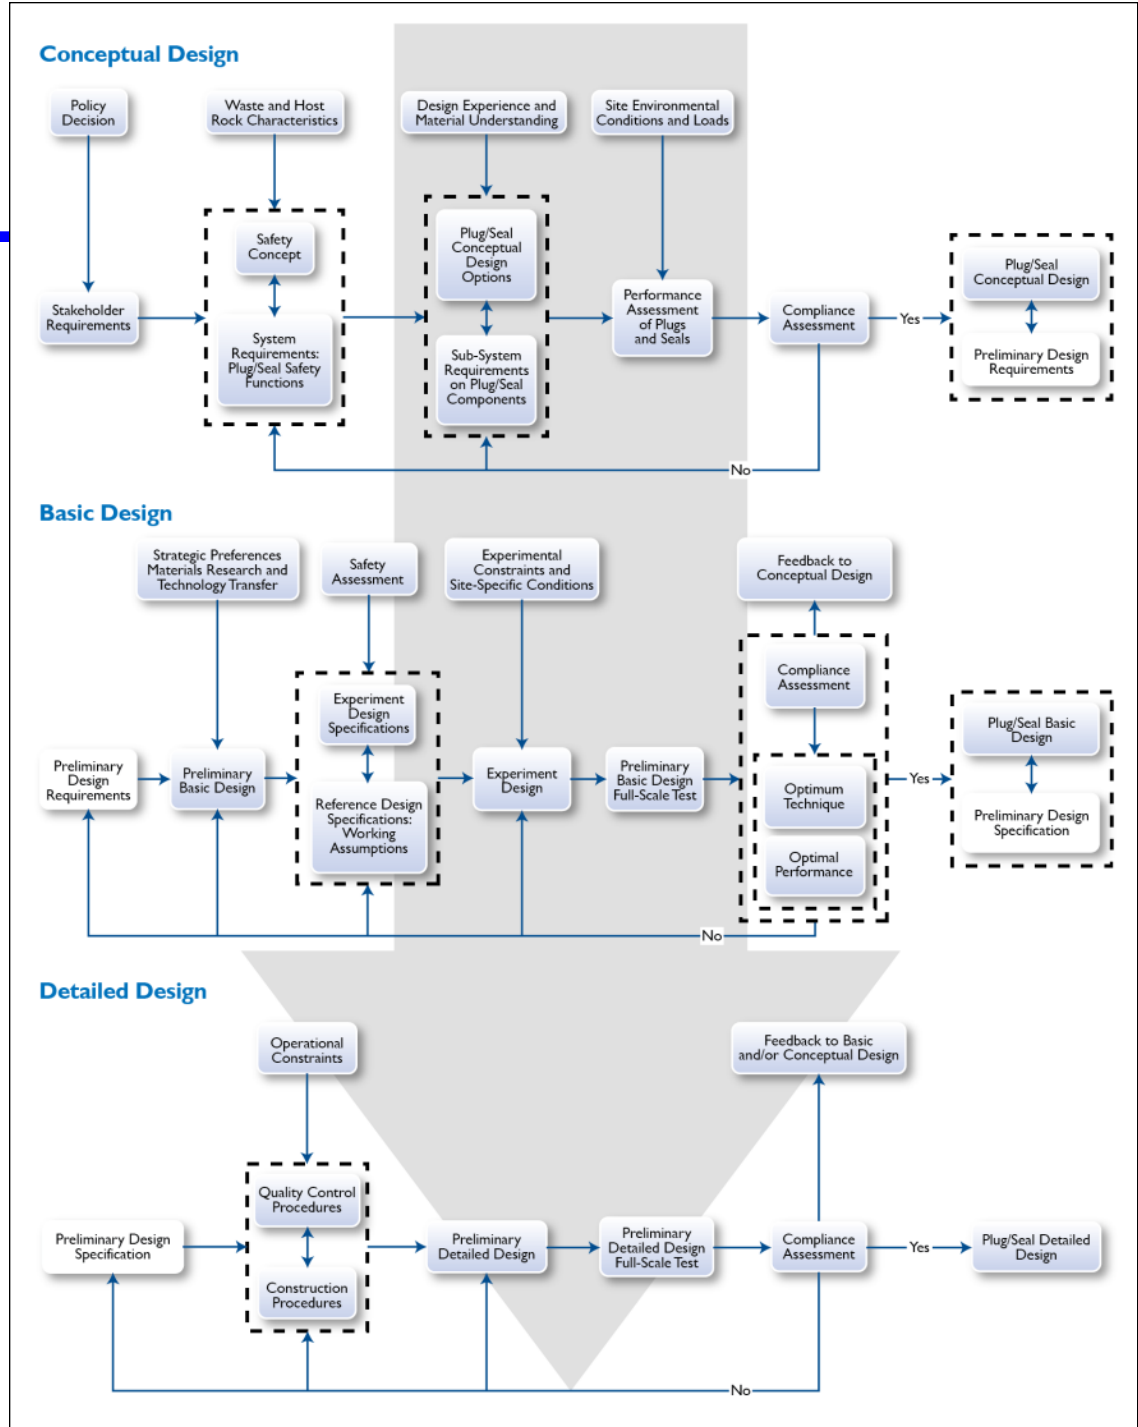 Conceptual Design
Policy
Decision
Waste and Host
Rock Characteristics
Design Experience and
Material Understanding
Site Environmental
Conditions and Loads
Safety
Concept
Plug/Seal
Conceptual
Design
Options
Plug/Seal
Conceptual Design
Stakeholder
Requirements
System
Requirements:
Plug/Seal Safety
Functions
Sub-System
Requirements
on Plug/Seal
Components
Performance
Assessment
of Plugs
and Seals
Compliance
Assessment
Yes
Preliminary Design
Requirements
No
Basic Design
Strategic Preferences
Materials Research and
Technology Transfer
Safety
Assessment
Experimental
Constraints and
Site-Specific Conditions
Feedback to
Conceptual Design
Compliance
Assessment
Experiment
Design
Specifications
Plug/Seal Basic
Design
Preliminary
Design
Requirements
Preliminary
Basic Design
Reference Design
Specifications:
Working
Assumptions
Experiment
Design
Preliminary
Basic Design
Full-Scale Test
Optimum
Technique
Optimal
Performance
Yes
Preliminary Design
Specification
No
Detailed Design
Operational
Constraints
Feedback to Basic
and/or Conceptual Design
Quality Control
Procedures
Preliminary Design
Specification
Construction
Procedures
Preliminary
Detailed Design
Preliminary
Detailed Design
Full-Scale Test
Compliance
Assessment
Yes
Plug/Seal Detailed
Design
No